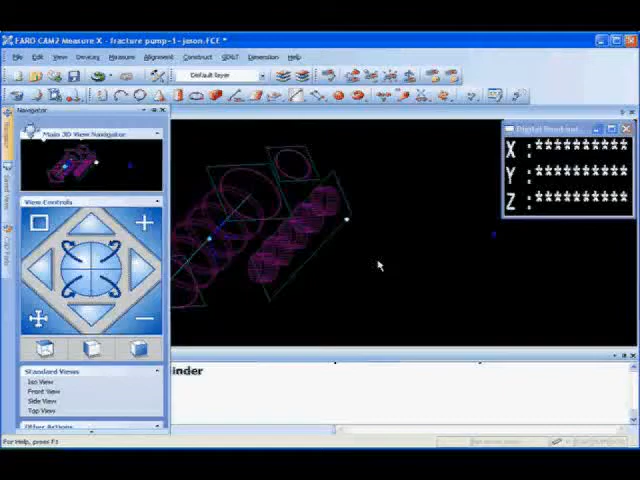 FARO CAM2 Measure X - fracture pump-1-jason.FCE *
File Edit View Devices Measure Alignment Construct GD&T Dimension Help
Default layer
Navigator
Main 3D View Navigator
View Controls
Standard Views
Iso View
Front View
Side View
Top View
Other Actions
Digital Readout
X :**********
Y :**********
Z :**********
inder
For Help, press F1